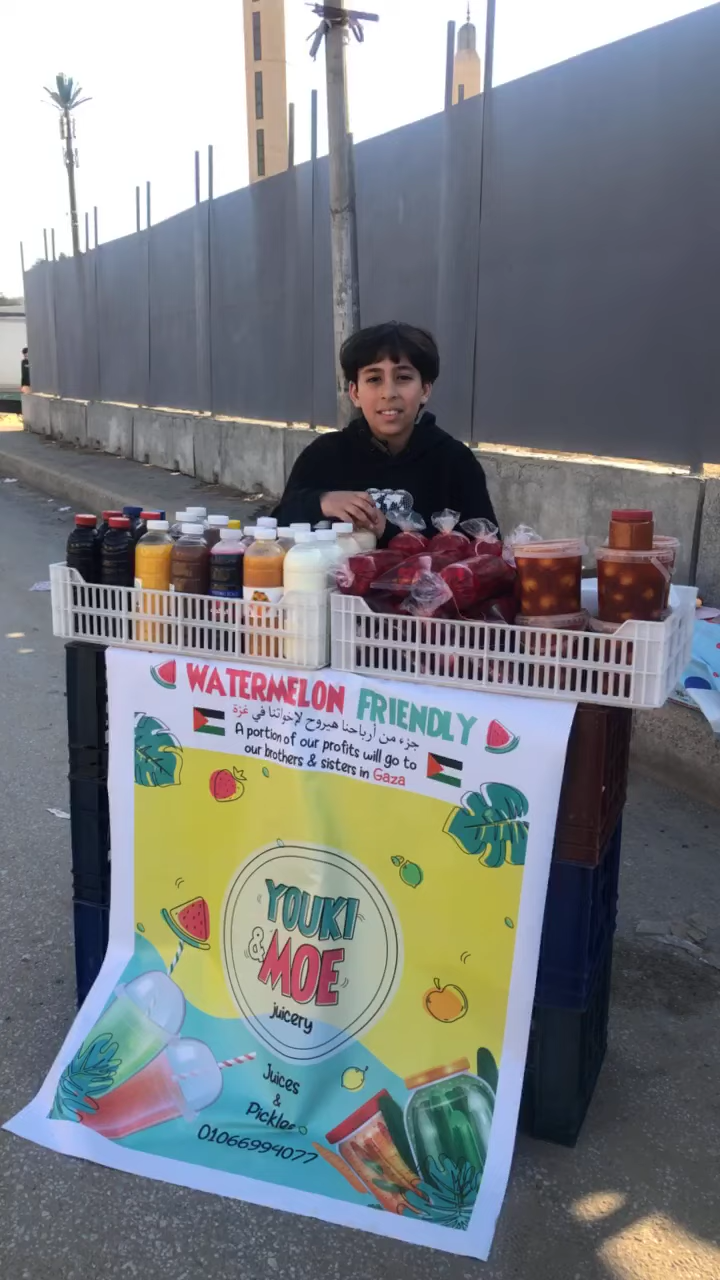 WATERMELON FRIENDLY
جزء من أرباحنا هيروح لإخواتنا في غزة
A portion of our profits will go to
our brothers & sisters in Gaza
YOUKI
& MOE
juicery
Juices
&
Pickles
01066994077